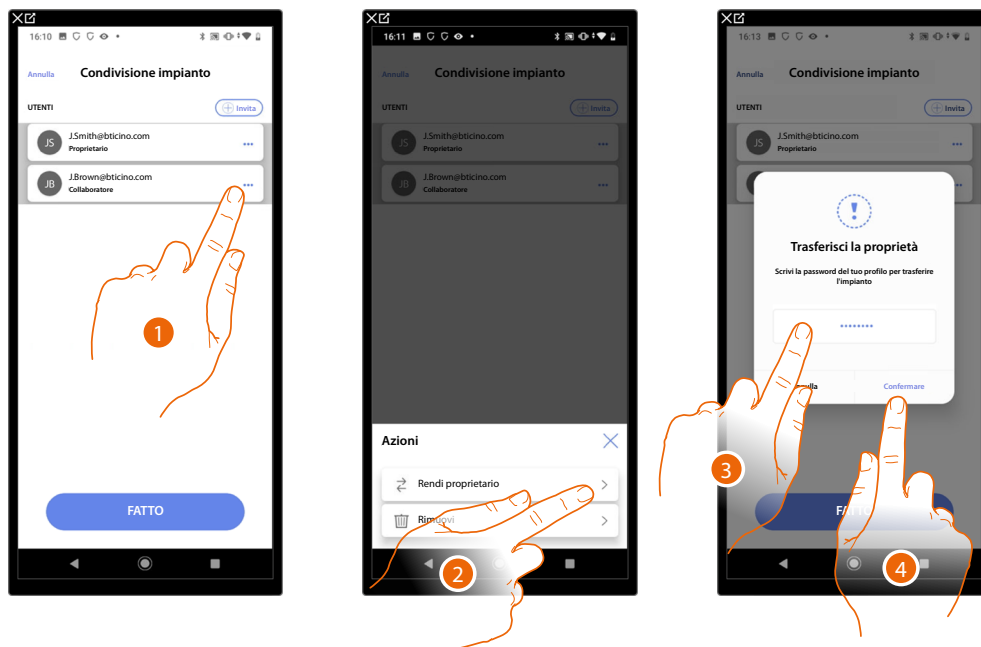 16:10
Annulla Condivisione impianto
UTENTI Invita
JS J.Smith@bticino.com
Proprietario
JB J.Brown@bticino.com
Collaboratore
1
FATTO
16:11
Annulla Condivisione impianto
UTENTI Invita
JS J.Smith@bticino.com
Proprietario
JB J.Brown@bticino.com
Collaboratore
Azioni
Rendi proprietario
Rimuovi
2
16:13
Annulla Condivisione impianto
UTENTI Invita
JS J.Smith@bticino.com
Proprietario
Trasferisci la proprietà
Scrivi la password del tuo profilo per trasferire
l'impianto
Confermare
3
4